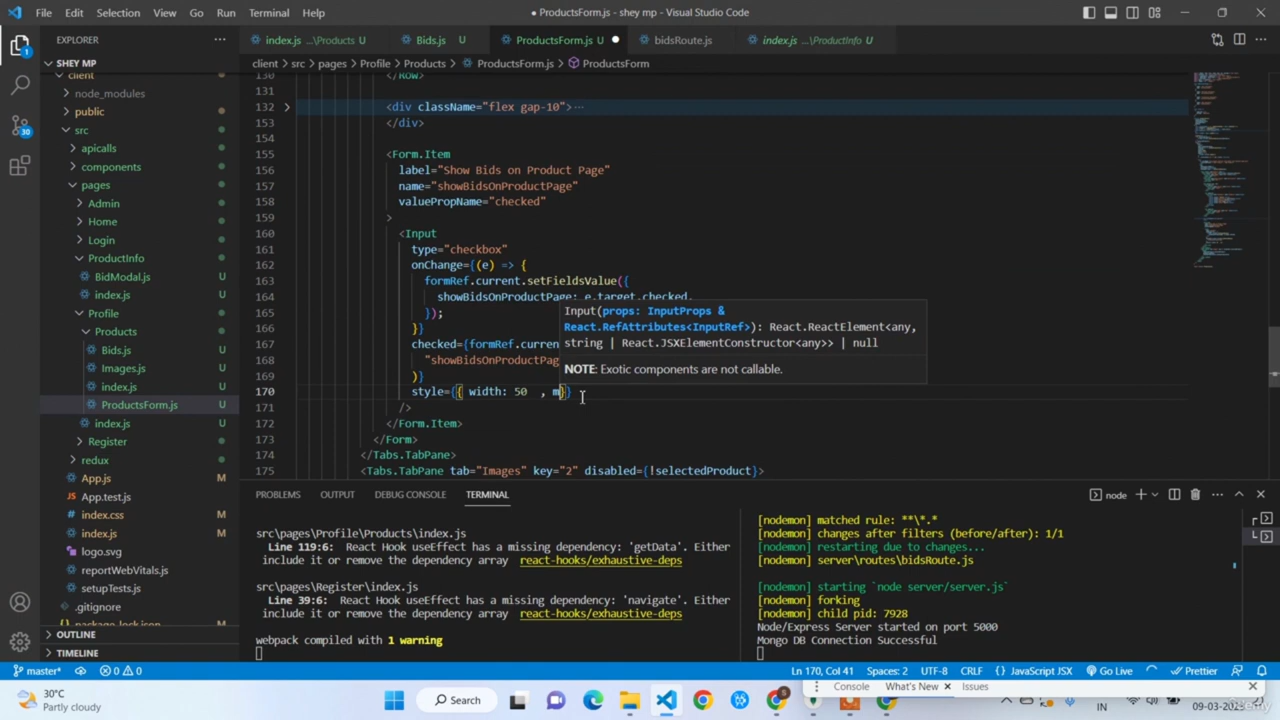 File Edit Selection View Go Run Terminal Help
ProductsForm.js - shey mp - Visual Studio Code
EXPLORER
index.js ...\Products U
Bids.js U
ProductsForm.js U
bidsRoute.js
index.js ...\ProductInfo U
client > src > pages > Profile > Products > ProductsForm.js > ProductsForm
SHEY MP
client
node_modules
public
src
apicalls
components
pages
Admin
Home
Login
ProductInfo
BidModal.js U
index.js U
Profile
Products
Bids.js U
Images.js U
index.js U
ProductsForm.js U
index.js U
Register
redux
App.js M
App.test.js
index.css M
index.js M
logo.svg
reportWebVitals.js
setupTests.js
.gitignore
package-lock.json
OUTLINE
TIMELINE
130 </Row>
131
132 <div className="flex gap-10">
153 </div>
154
155 <Form.Item
156 label="Show Bids on Product Page"
157 name="showBidsOnProductPage"
158 valuePropName="checked"
159 >
160 <Input
161 type="checkbox"
162 onChange={(e) => {
163 formRef.current.setFieldsValue({
164 showBidsOnProductPage: e.target.checked,
165 });
166 }}
167 checked={formRef.curren
168 "showBidsOnProductPag
169 )}
170 style={{ width: 50 , m}}
171 />
172 </Form.Item>
173 </Form>
174 </Tabs.TabPane>
175 <Tabs.TabPane tab="Images" key="2" disabled={!selectedProduct}>
Input(props: InputProps &
React.RefAttributes<InputRef>): React.ReactElement<any,
string | React.JSXElementConstructor<any>> | null
NOTE: Exotic components are not callable.
PROBLEMS OUTPUT DEBUG CONSOLE TERMINAL
node
src\pages\Profile\Products\index.js
Line 119:6: React Hook useEffect has a missing dependency: 'getData'. Either
include it or remove the dependency array react-hooks/exhaustive-deps
src\pages\Register\index.js
Line 39:6: React Hook useEffect has a missing dependency: 'navigate'. Either
include it or remove the dependency array react-hooks/exhaustive-deps
webpack compiled with 1 warning
[nodemon] matched rule: **\*.*
[nodemon] changes after filters (before/after): 1/1
[nodemon] restarting due to changes...
[nodemon] server\routes\bidsRoute.js
[nodemon] starting `node server/server.js`
[nodemon] forking
[nodemon] child pid: 7928
Node/Express Server started on port 5000
Mongo DB Connection Successful
master* 0 0
Ln 170, Col 41 Spaces: 2 UTF-8 CRLF {} JavaScript JSX Go Live Prettier
Console What's New Issues
30°C
Partly cloudy
Search
IN
09-03-202